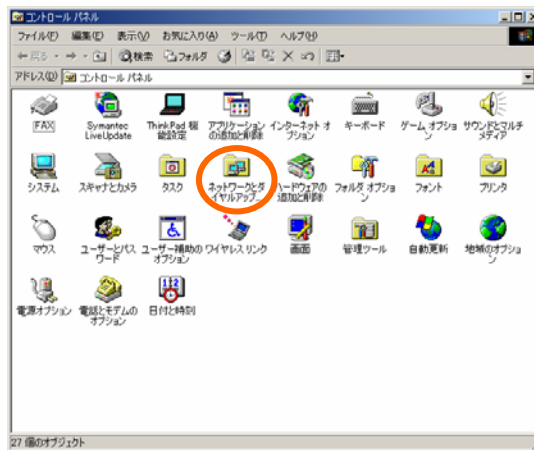 コントロール パネル
ファイル(F) 編集(E) 表示(V) お気に入り(A) ツール(T) ヘルプ(H)
戻る 検索 フォルダ
アドレス(D) コントロール パネル
FAX
Symantec
LiveUpdate
ThinkPad 機
能設定
アプリケーション
の追加と削除
インターネット オ
プション
キーボード
ゲーム オプショ
ン
サウンドとマルチ
メディア
システム
スキャナとカメラ
タスク
ネットワークとダ
イヤルアップ...
ハードウェアの
追加と削除
フォルダ オプショ
ン
フォント
プリンタ
マウス
ユーザーとパス
ワード
ユーザー補助の
オプション
ワイヤレス リンク
画面
管理ツール
自動更新
地域のオプショ
ン
電源オプション
電話とモデムの
オプション
日付と時刻
27 個のオブジェクト